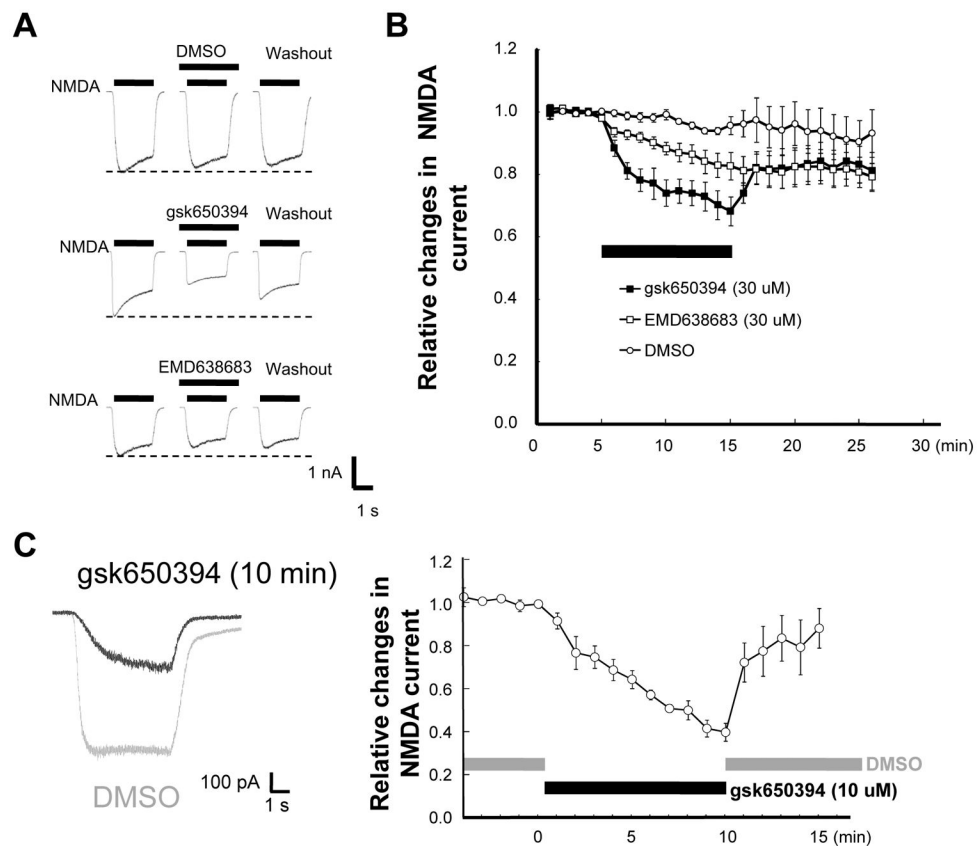 A
DMSO
Washout
NMDA
gsk650394
Washout
NMDA
EMD638683
Washout
NMDA
1 nA
1 s
B
Relative changes in NMDA
current
1.2
1.0
0.8
0.6
0.4
0.2
0.0
0 5 10 15 20 25 30 (min)
gsk650394 (30 uM)
EMD638683 (30 uM)
DMSO
C
gsk650394 (10 min)
DMSO
100 pA
1 s
Relative changes in
NMDA current
1.2
1.0
0.8
0.6
0.4
0.2
0.0
DMSO
gsk650394 (10 uM)
0 5 10 15 (min)